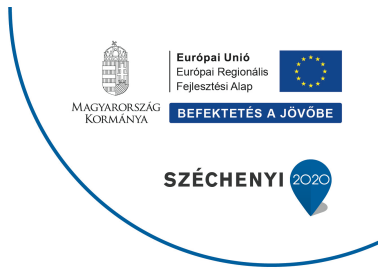 Európai Unió
Európai Regionális
Fejlesztési Alap
MAGYARORSZÁG
KORMÁNYA
BEFEKTETÉS A JÖVŐBE
SZÉCHENYI 2020